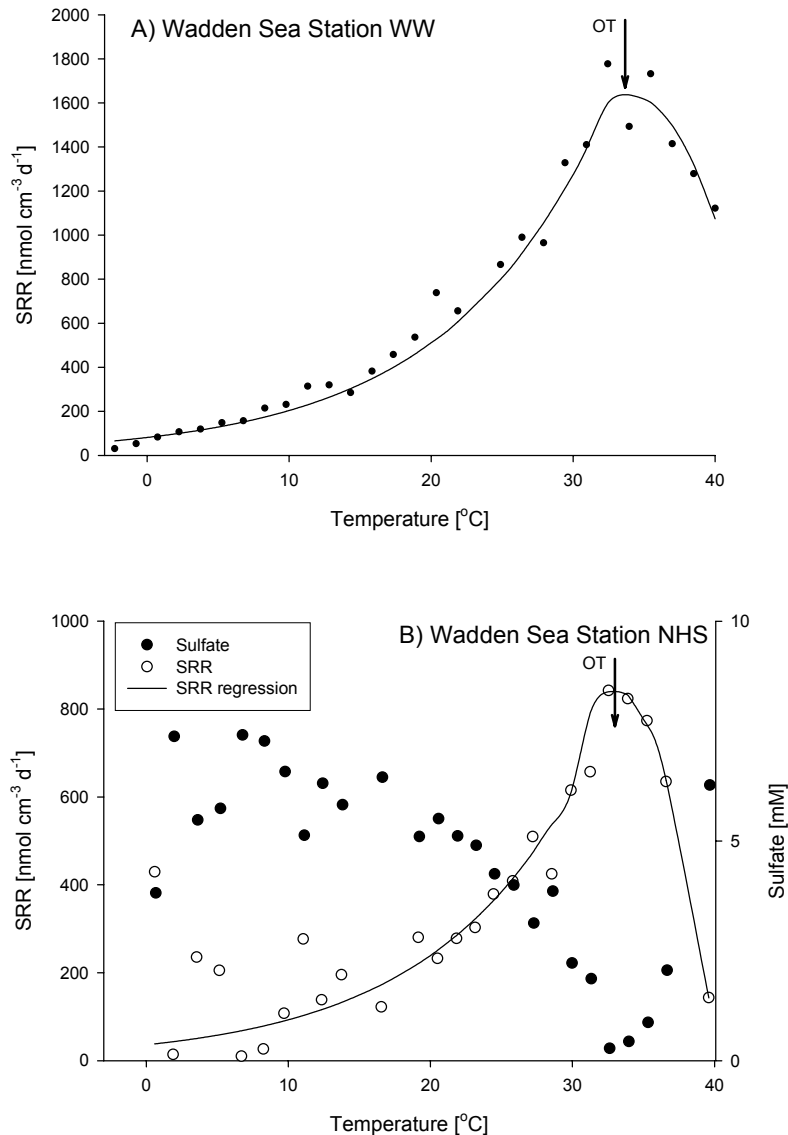 A) Wadden Sea Station WW
OT
2000
1800
1600
1400
1200
1000
800
600
400
200
0
SRR [nmol cm⁻³ d⁻¹]
0 10 20 30 40
Temperature [°C]
B) Wadden Sea Station NHS
OT
Sulfate
SRR
SRR regression
1000
800
600
400
200
0
SRR [nmol cm⁻³ d⁻¹]
10
5
0
Sulfate [mM]
0 10 20 30 40
Temperature [°C]